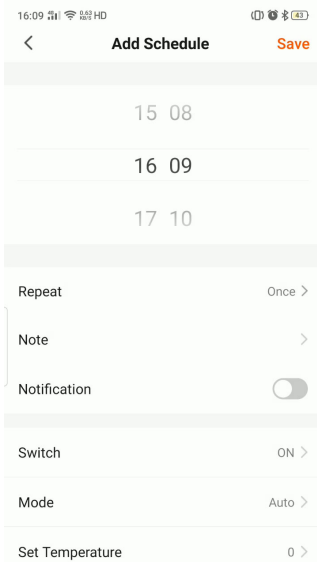 16:09 HD 43
Add Schedule Save
15 08
16 09
17 10
Repeat Once
Note
Notification
Switch ON
Mode Auto
Set Temperature 0